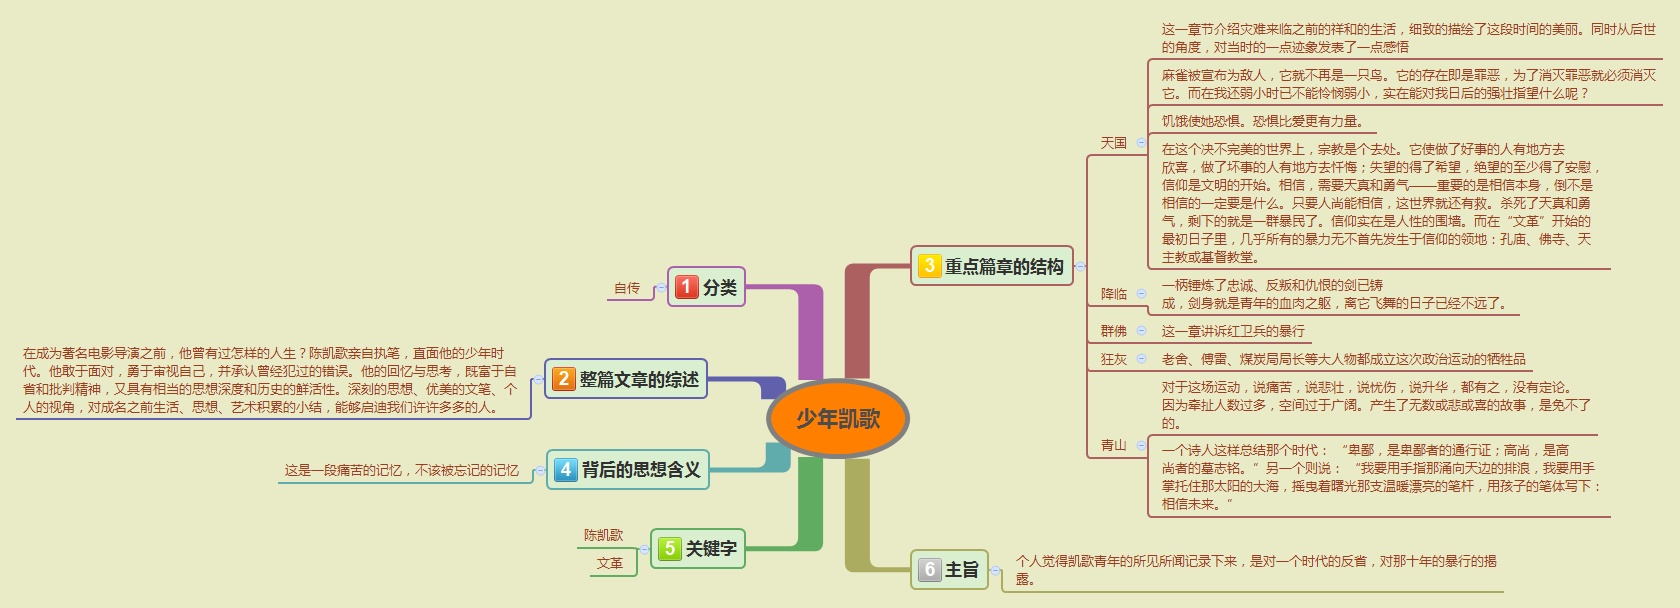 少年凯歌
1 分类
自传
2 整篇文章的综述
在成为著名电影导演之前，他曾有过怎样的人生？陈凯歌亲自执笔，直面他的少年时
代。他敢于面对，勇于审视自己，并承认曾经犯过的错误。他的回忆与思考，既富于自
省和批判精神，又具有相当的思想深度和历史的鲜活性。深刻的思想、优美的文笔、个
人的视角，对成名之前生活、思想、艺术积累的小结，能够启迪我们许许多多的人。
3 重点篇章的结构
天国
这一章节介绍灾难来临之前的祥和的生活，细致的描绘了这段时间的美丽。同时从后世
的角度，对当时的一点迹象发表了一点感悟
麻雀被宣布为敌人，它就不再是一只鸟。它的存在即是罪恶，为了消灭罪恶就必须消灭
它。而在我还弱小时已不能怜悯弱小，实在能对我日后的强壮指望什么呢？
饥饿使她恐惧。恐惧比爱更有力量。
在这个决不完美的世界上，宗教是个去处。它使做了好事的人有地方去
欣喜，做了坏事的人有地方去忏悔；失望的得了希望，绝望的至少得了安慰，
信仰是文明的开始。相信，需要天真和勇气——重要的是相信本身，倒不是
相信的一定要是什么。只要人尚能相信，这世界就还有救。杀死了天真和勇
气，剩下的就是一群暴民了。信仰实在是人性的围墙。而在“文革”开始的
最初日子里，几乎所有的暴力无不首先发生于信仰的领地：孔庙、佛寺、天
主教或基督教堂。
降临
一柄锤炼了忠诚、反叛和仇恨的剑已铸
成，剑身就是青年的血肉之躯，离它飞舞的日子已经不远了。
群佛
这一章讲诉红卫兵的暴行
狂灰
老舍、傅雷、煤炭局局长等大人物都成立这次政治运动的牺牲品
青山
对于这场运动，说痛苦，说悲壮，说忧伤，说升华，都有之，没有定论。
因为牵扯人数过多，空间过于广阔。产生了无数或悲或喜的故事，是免不了
的。
一个诗人这样总结那个时代： “卑鄙，是卑鄙者的通行证；高尚，是高
尚者的墓志铭。”另一个则说： “我要用手指那涌向天边的排浪，我要用手
掌托住那太阳的大海，摇曳着曙光那支温暖漂亮的笔杆，用孩子的笔体写下：
相信未来。”
4 背后的思想含义
这是一段痛苦的记忆，不该被忘记的记忆
5 关键字
陈凯歌
文革
6 主旨
个人觉得凯歌青年的所见所闻记录下来，是对一个时代的反省，对那十年的暴行的揭
露。